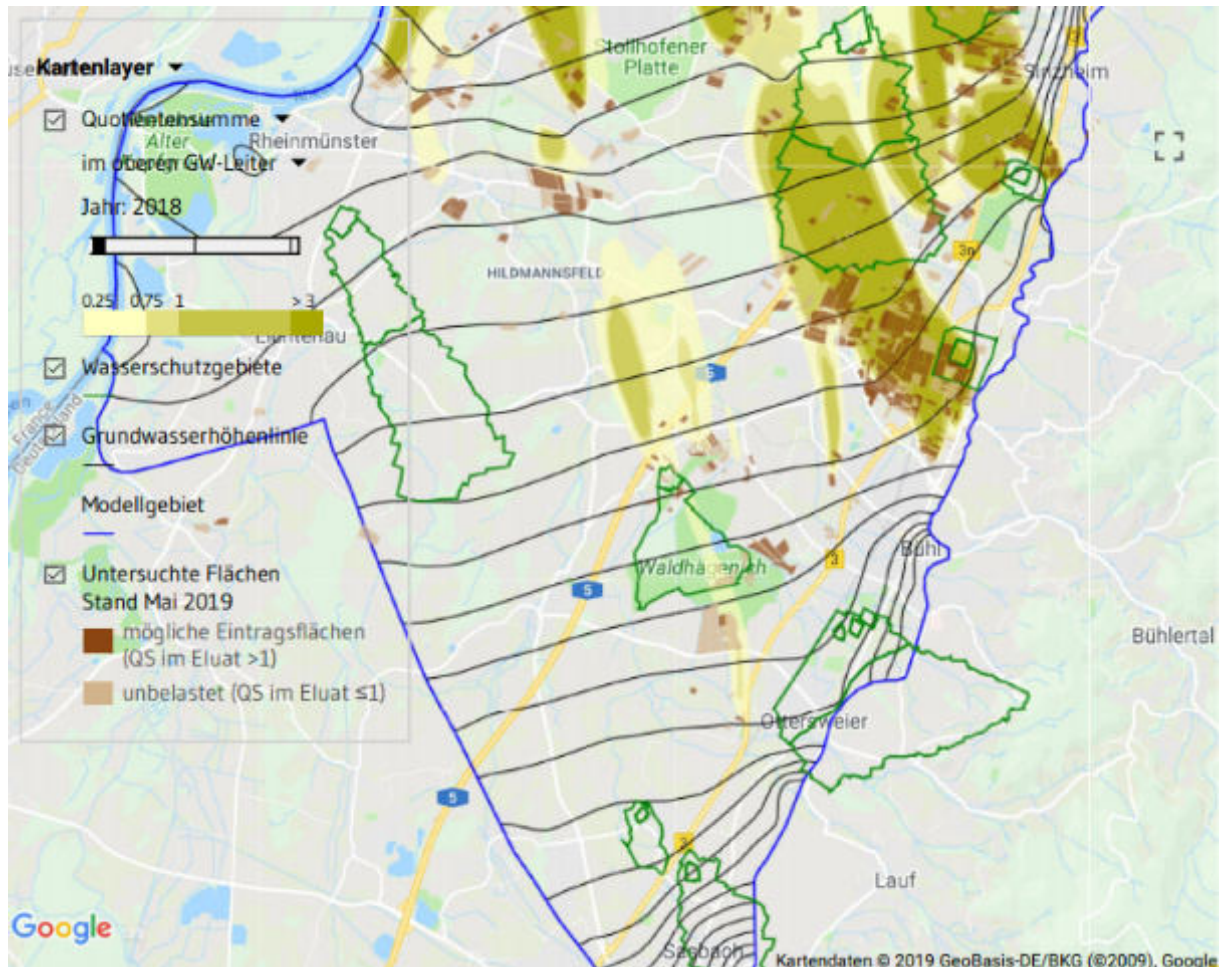 Kartenlayer
Quotientensumme
im oberen GW-Leiter
Jahr: 2018
0.25 0.75 1 > 3
Wasserschutzgebiete
Grundwasserhöhenlinie
Modellgebiet
Untersuchte Flächen
Stand Mai 2019
mögliche Eintragsflächen
(QS im Eluat >1)
unbelastet (QS im Eluat ≤1)
Stollhofener
Platte
Sinzheim
Alter
Rheinmünster
HILDMANNSFELD
3n
Lichtenau
5
France
Deutschland
Waldhägenich
3
Bühl
5
Bühlertal
Ottersweier
5
3
Lauf
Sasbach
Google
Kartendaten © 2019 GeoBasis-DE/BKG (©2009), Google